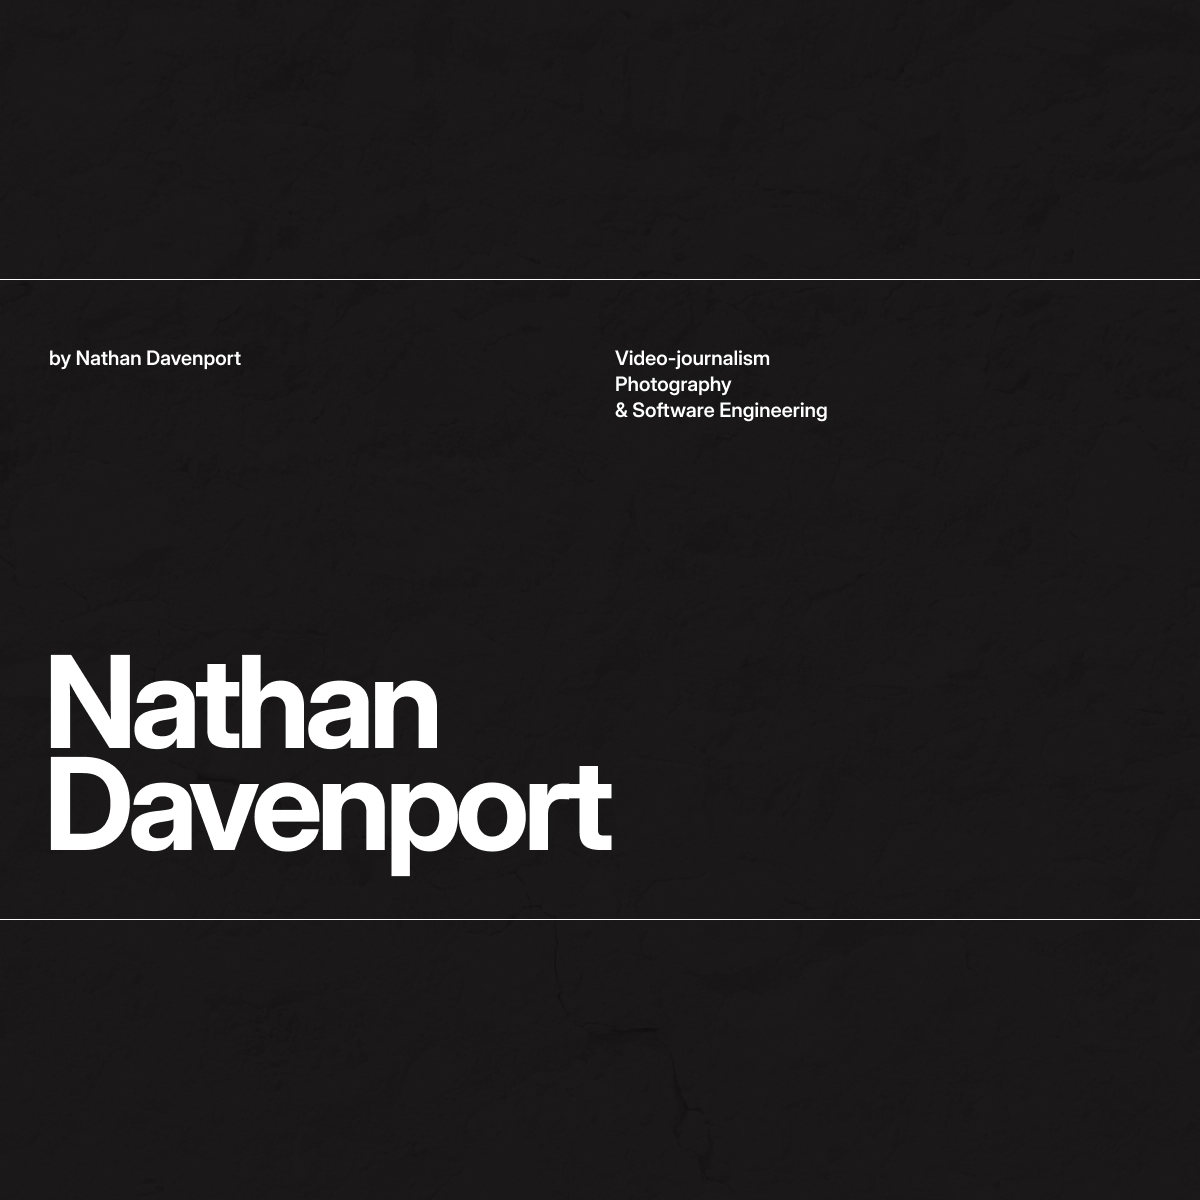 by Nathan Davenport
Video-journalism
Photography
& Software Engineering
Nathan
Davenport